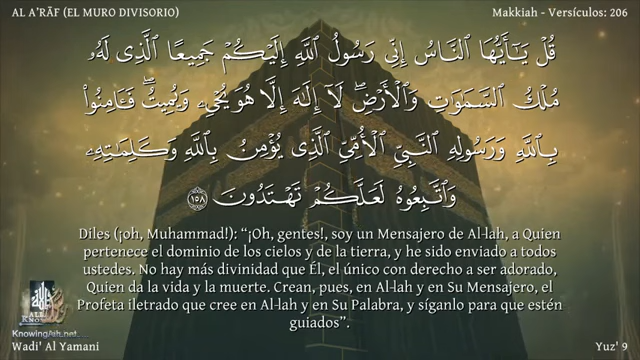 AL A'RĀF (EL MURO DIVISORIO)
Makkiah - Versículos: 206
قُلْ يَـٰٓأَيُّهَا ٱلنَّاسُ إِنِّى رَسُولُ ٱللَّهِ إِلَيْكُمْ جَمِيعًا ٱلَّذِى لَهُۥ
مُلْكُ ٱلسَّمَـٰوَٰتِ وَٱلْأَرْضِ ۖ لَآ إِلَـٰهَ إِلَّا هُوَ يُحْىِۦ وَيُمِيتُ ۖ فَـَٔامِنُوا۟
بِٱللَّهِ وَرَسُولِهِ ٱلنَّبِىِّ ٱلْأُمِّىِّ ٱلَّذِى يُؤْمِنُ بِٱللَّهِ وَكَلِمَـٰتِهِۦ
وَٱتَّبِعُوهُ لَعَلَّكُمْ تَهْتَدُونَ ١٥٨
Diles (¡oh, Muhammad!): “¡Oh, gentes!, soy un Mensajero de Al-lah, a Quien
pertenece el dominio de los cielos y de la tierra, y he sido enviado a todos
ustedes. No hay más divinidad que Él, el único con derecho a ser adorado,
Quien da la vida y la muerte. Crean, pues, en Al-lah y en Su Mensajero, el
Profeta iletrado que cree en Al-lah y en Su Palabra, y síganlo para que estén
guiados”.
KnowingAllah.net
Wadi' Al Yamani
Yuz' 9